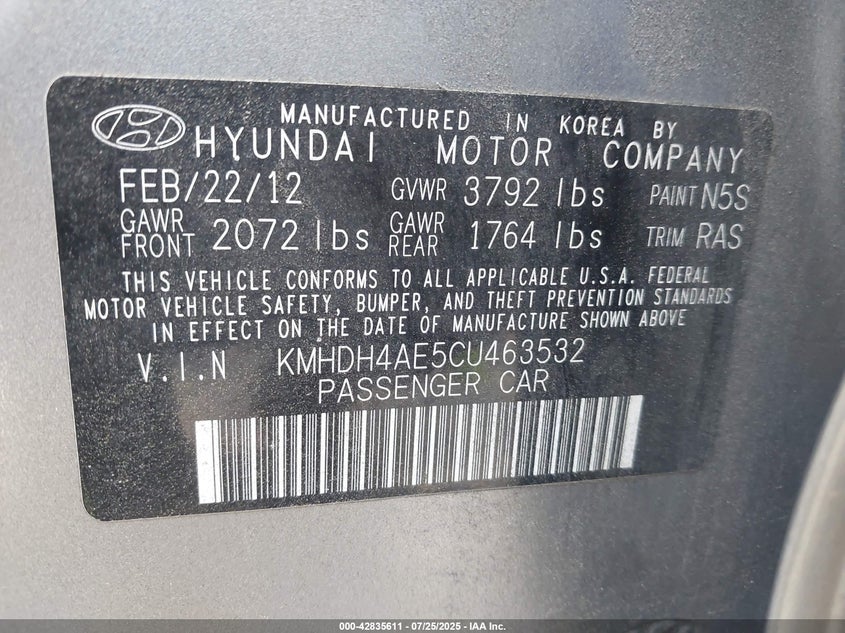 MANUFACTURED IN KOREA BY
HYUNDAI MOTOR COMPANY
FEB/22/12 GVWR 3792 lbs PAINT N5S
GAWR FRONT 2072 lbs GAWR REAR 1764 lbs TRIM RAS
THIS VEHICLE CONFORMS TO ALL APPLICABLE U.S.A. FEDERAL
MOTOR VEHICLE SAFETY, BUMPER, AND THEFT PREVENTION STANDARDS
IN EFFECT ON THE DATE OF MANUFACTURE SHOWN ABOVE
V.I.N KMHDH4AE5CU463532
PASSENGER CAR
000-42835611 - 07/25/2025 - IAA Inc.